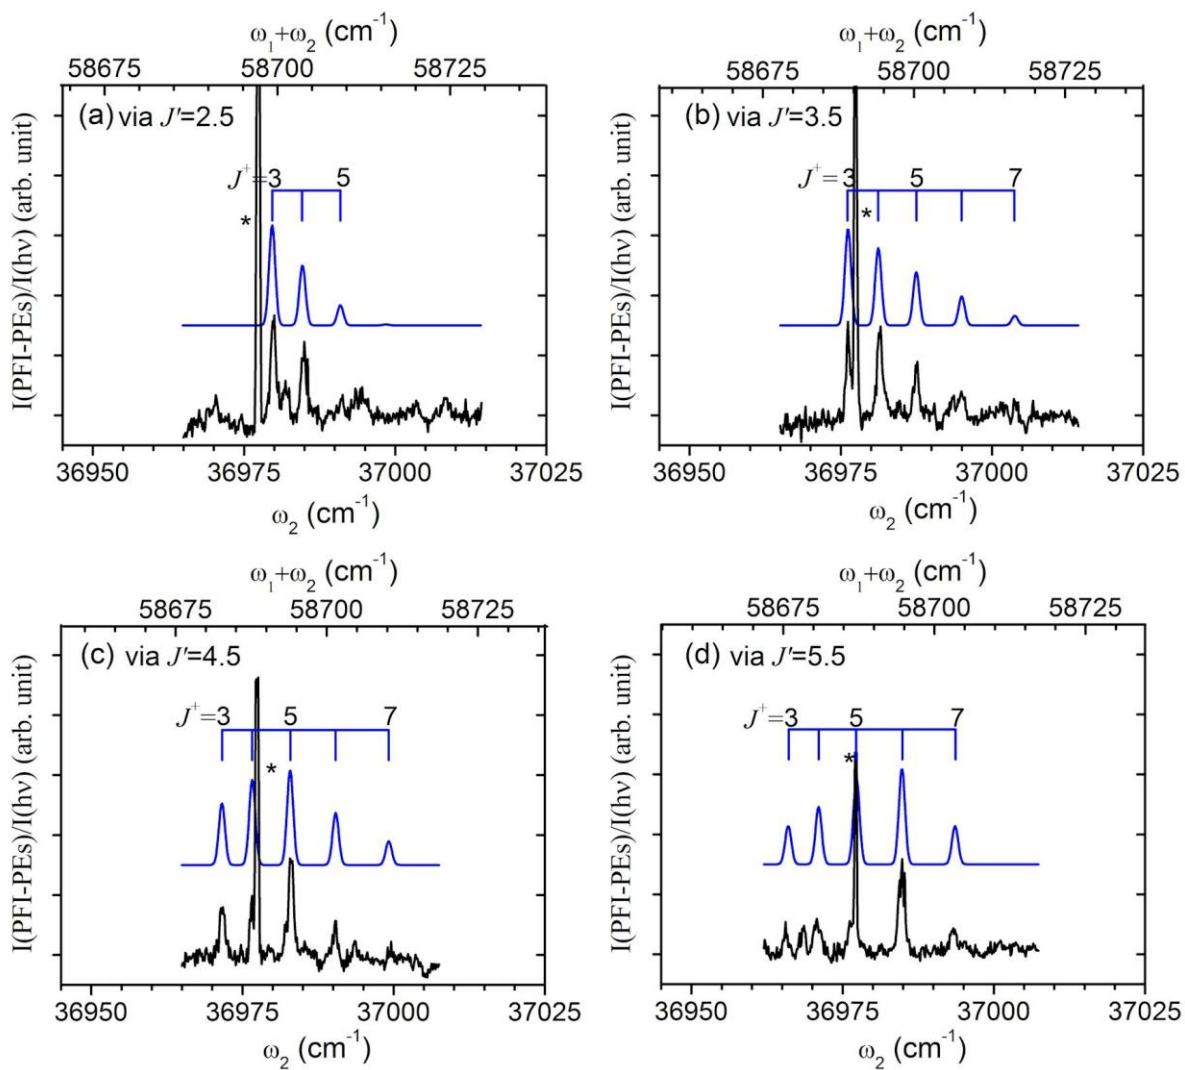 ω₁+ω₂ (cm⁻¹)
58675 58700 58725
(a) via J'=2.5
J⁺=3 5
*
I(PFI-PEs)/I(hν) (arb. unit)
36950 36975 37000 37025
ω₂ (cm⁻¹)
ω₁+ω₂ (cm⁻¹)
58675 58700 58725
(b) via J'=3.5
J⁺=3 5 7
*
I(PFI-PEs)/I(hν) (arb. unit)
36950 36975 37000 37025
ω₂ (cm⁻¹)
ω₁+ω₂ (cm⁻¹)
58675 58700 58725
(c) via J'=4.5
J⁺=3 5 7
*
I(PFI-PEs)/I(hν) (arb. unit)
36950 36975 37000 37025
ω₂ (cm⁻¹)
ω₁+ω₂ (cm⁻¹)
58675 58700 58725
(d) via J'=5.5
J⁺=3 5 7
*
I(PFI-PEs)/I(hν) (arb. unit)
36950 36975 37000 37025
ω₂ (cm⁻¹)